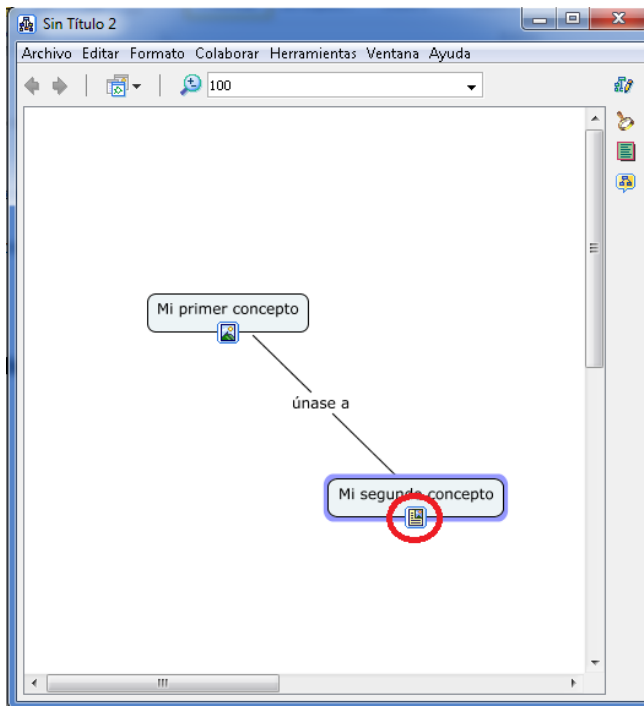 Sin Título 2
Archivo Editar Formato Colaborar Herramientas Ventana Ayuda
100
Mi primer concepto
únase a
Mi segundo concepto